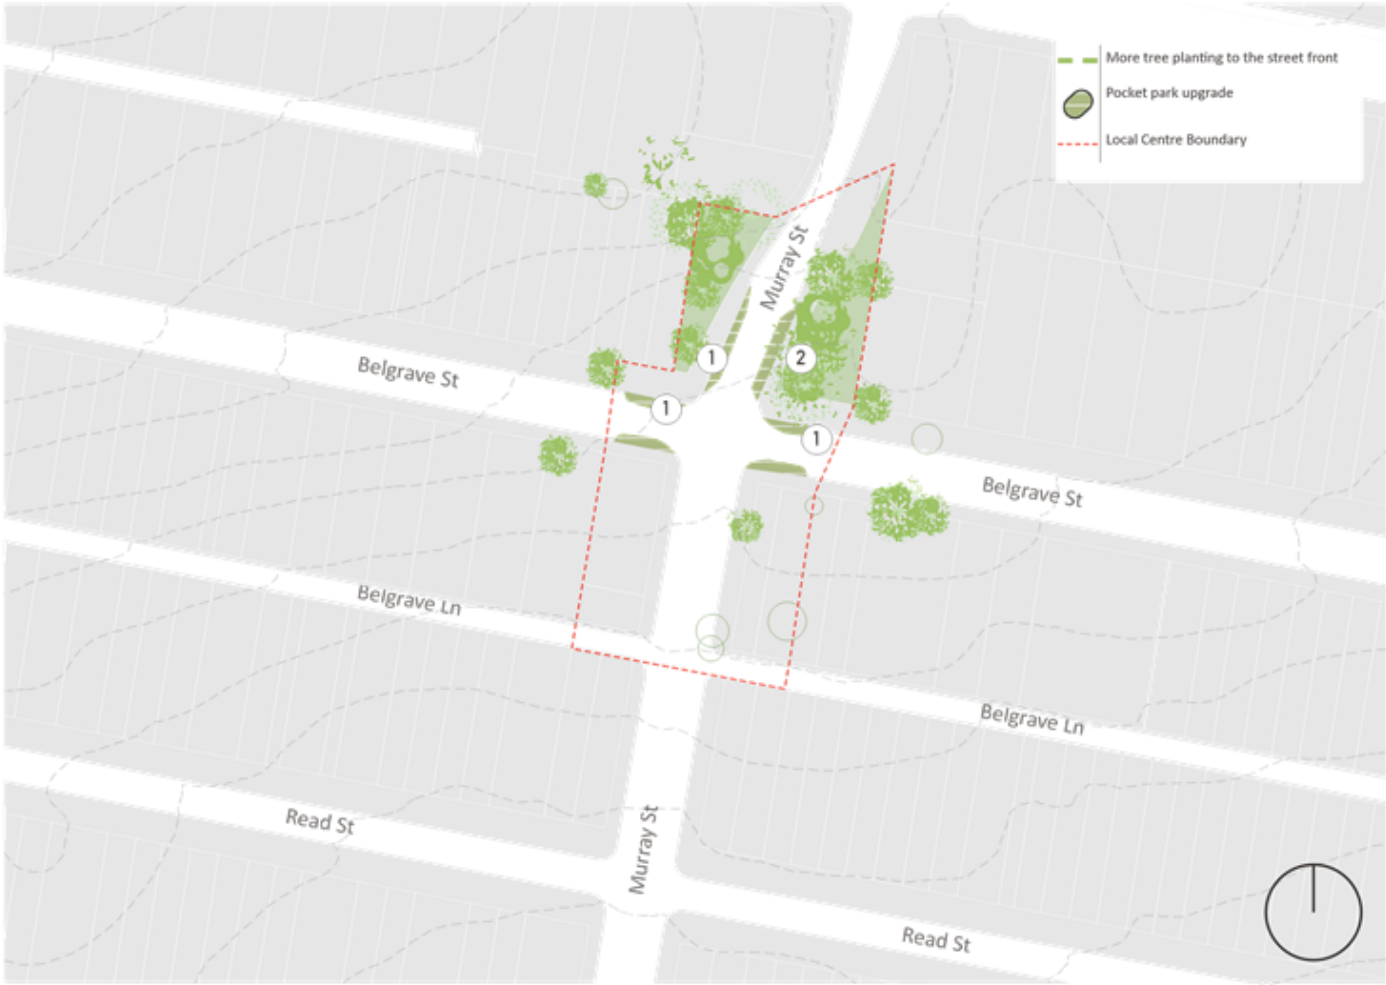 More tree planting to the street front
Pocket park upgrade
Local Centre Boundary
Murray St
1
2
Belgrave St
1
1
Belgrave St
Belgrave Ln
Belgrave Ln
Read St
Murray St
Read St